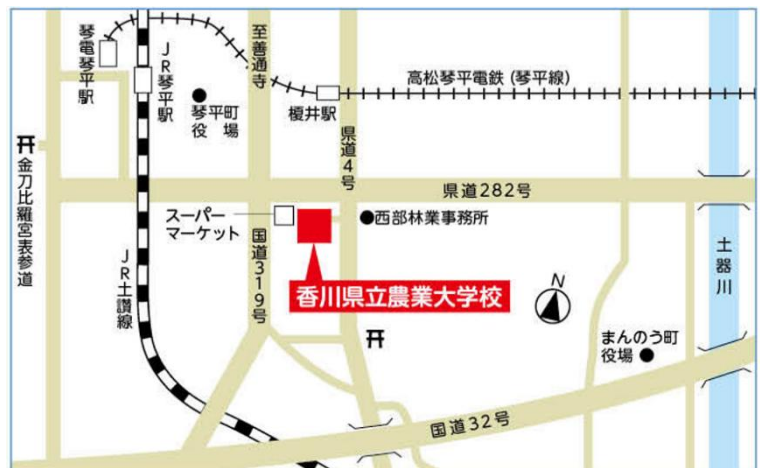 琴電琴平駅
JR琴平駅
琴平町
役場
至善通寺
高松琴平電鉄(琴平線)
榎井駅
県道4号
金刀比羅宮表参道
県道282号
スーパー
マーケット
西部林業事務所
国道319号
JR土讃線
香川県立農業大学校
N
土器川
まんのう町
役場
国道32号